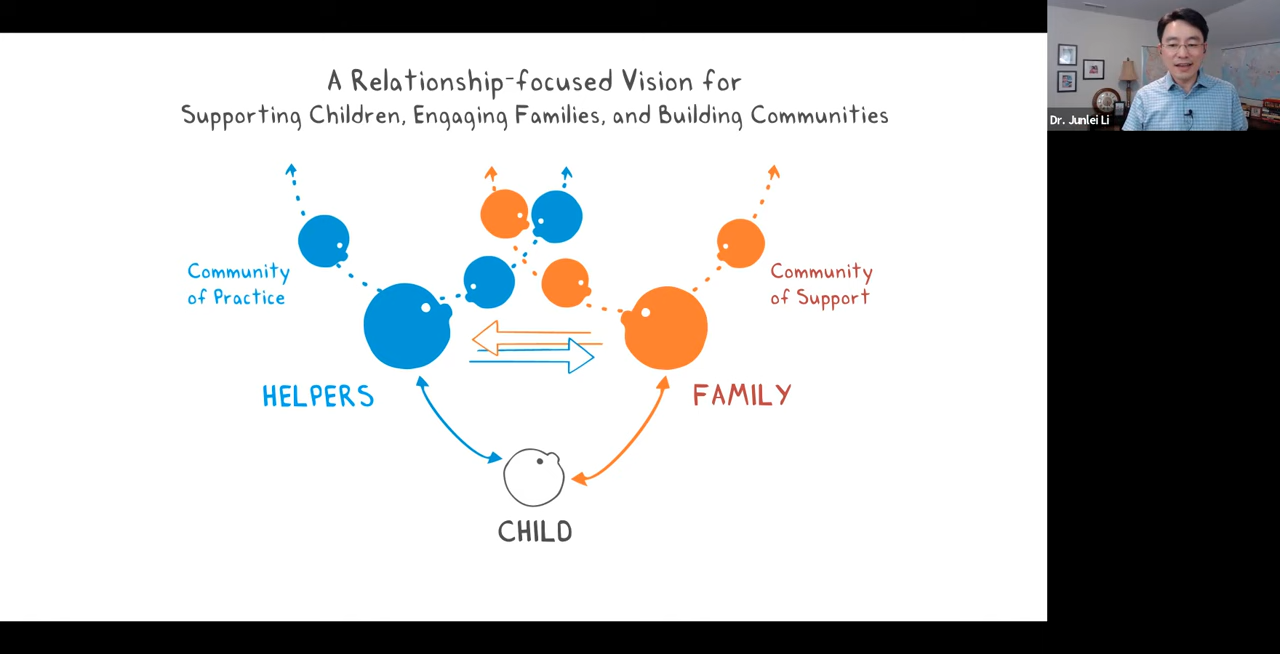 A Relationship-focused Vision for
Supporting Children, Engaging Families, and Building Communities
Community
of Practice
Community
of Support
HELPERS
FAMILY
CHILD
Dr. Junlei Li